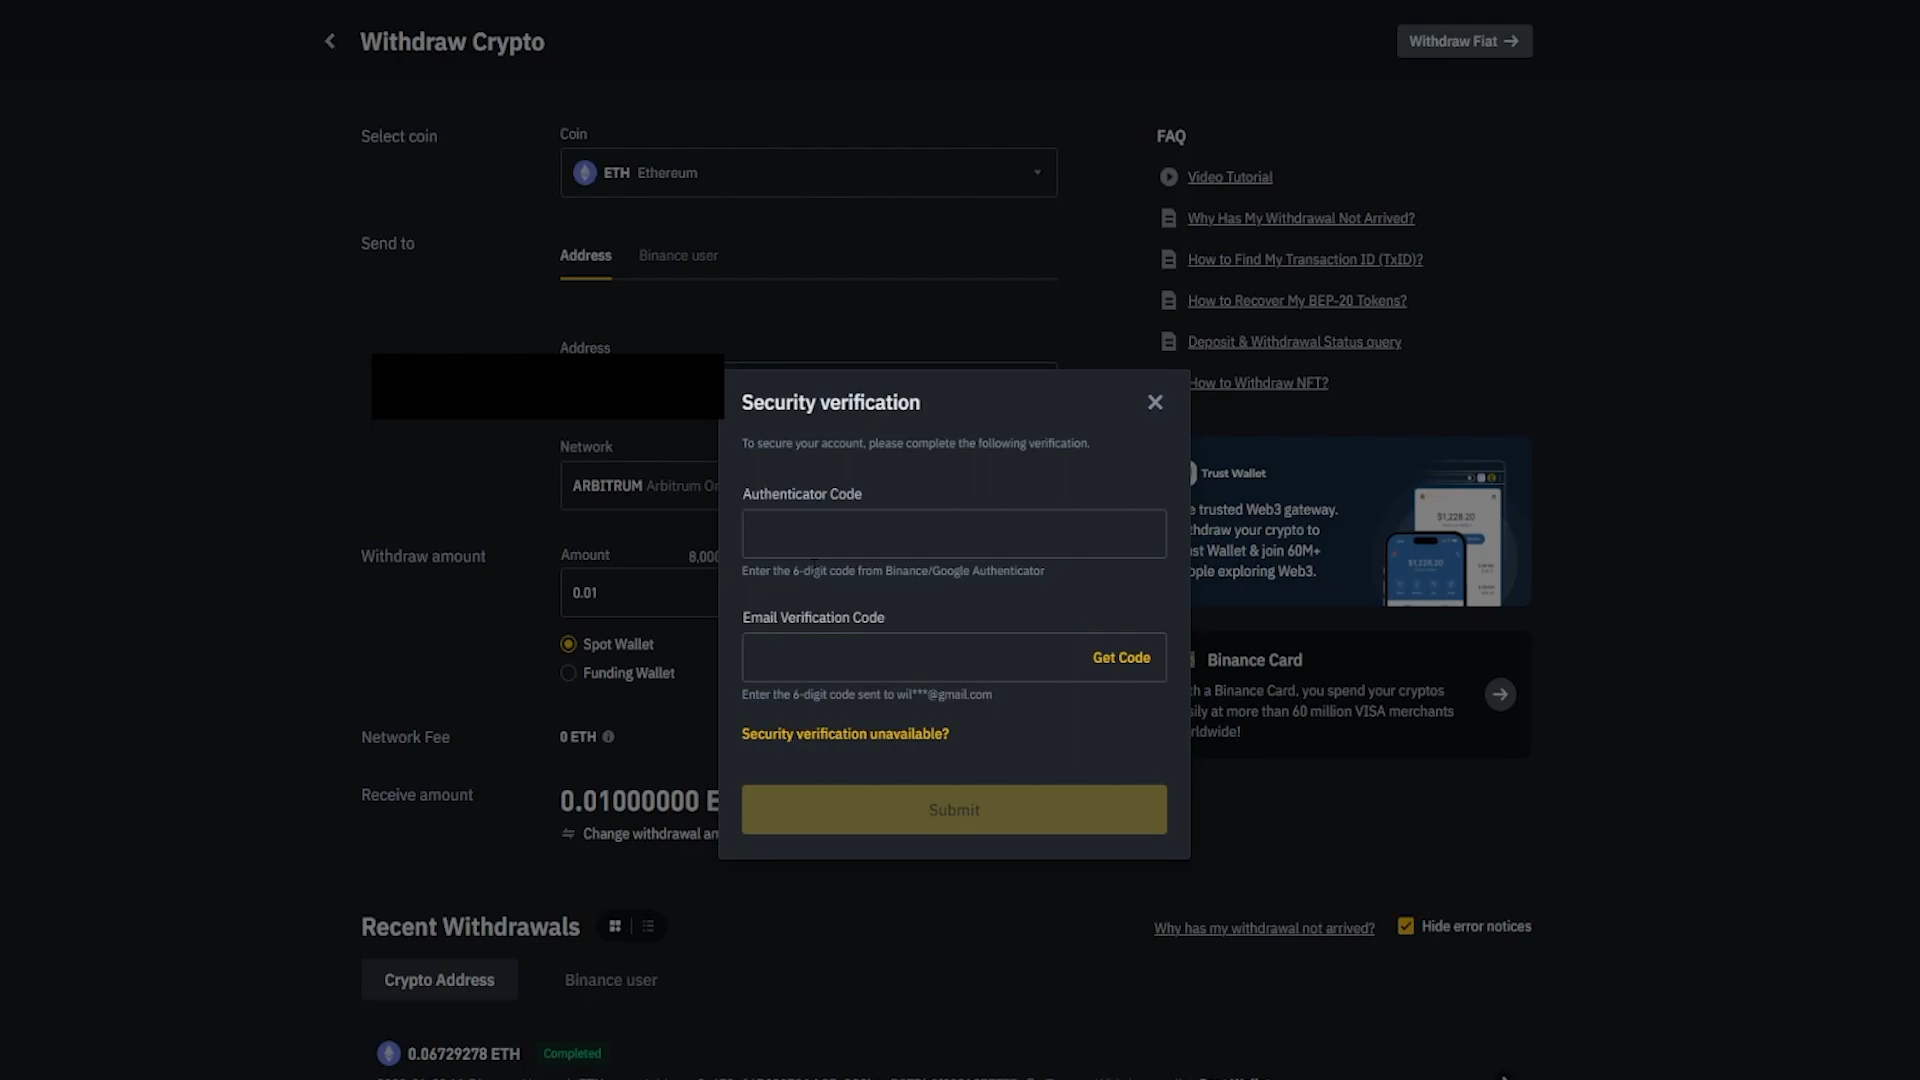 Withdraw Crypto
Withdraw Fiat
Select coin
Coin
ETH Ethereum
Send to
Address
Binance user
Address
Network
ARBITRUM Arbitrum
Withdraw amount
Amount
8,000
0.01
Spot Wallet
Funding Wallet
Network Fee
0 ETH
Receive amount
0.01000000 E
Change withdrawal
FAQ
Video Tutorial
Why Has My Withdrawal Not Arrived?
How to Find My Transaction ID (TxID)?
How to Recover My BEP-20 Tokens?
Deposit & Withdrawal Status query
How to Withdraw NFT?
Security verification
To secure your account, please complete the following verification.
Authenticator Code
Enter the 6-digit code from Binance/Google Authenticator
Email Verification Code
Get Code
Enter the 6-digit code sent to wil***@gmail.com
Security verification unavailable?
Submit
Trust Wallet
trusted Web3 gateway.
your crypto to
Wallet & join 60M+
exploring Web3.
$1,228.20
$1,228.20
Binance Card
a Binance Card, you spend your cryptos
at more than 60 million VISA merchants
Recent Withdrawals
Why has my withdrawal not arrived?
Hide error notices
Crypto Address
Binance user
0.06729278 ETH
Completed